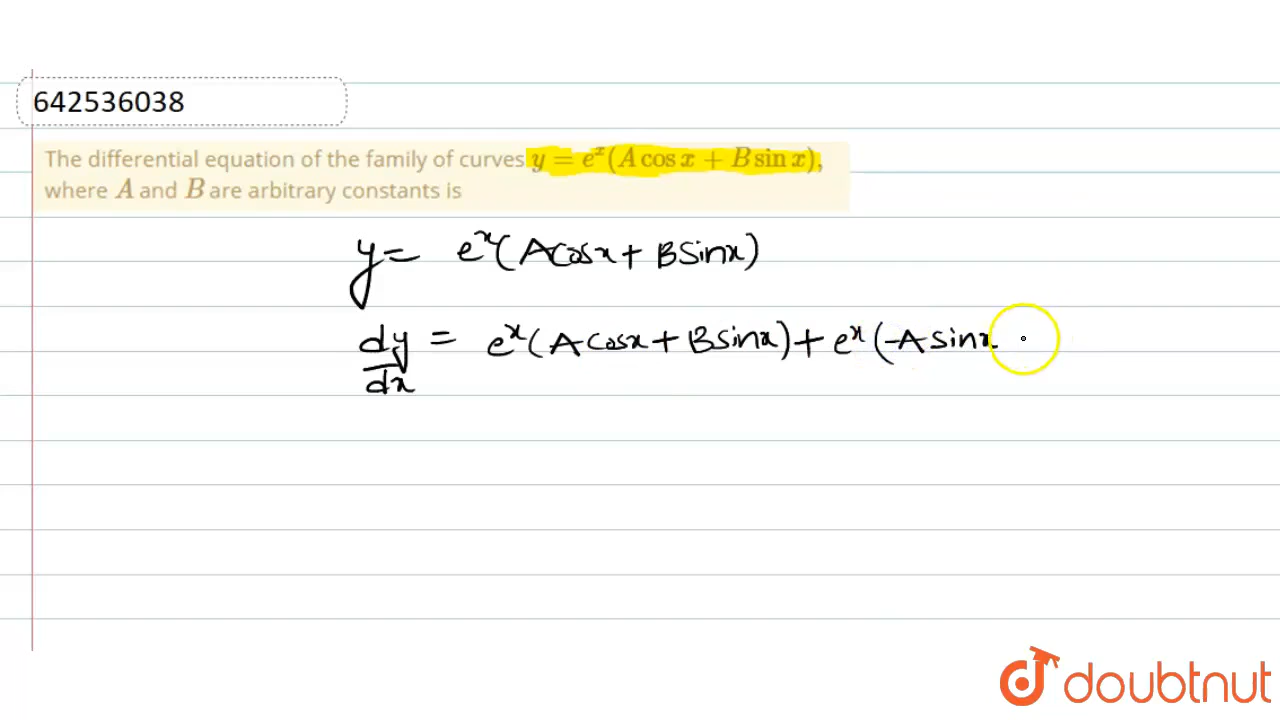 642536038
The differential equation of the family of curves y = e^x(A cos x + B sin x),
where A and B are arbitrary constants is
y = e^x(A cos x + B sin x)
dy/dx = e^x(A cos x + B sin x) + e^x(-A sin x
doubtnut